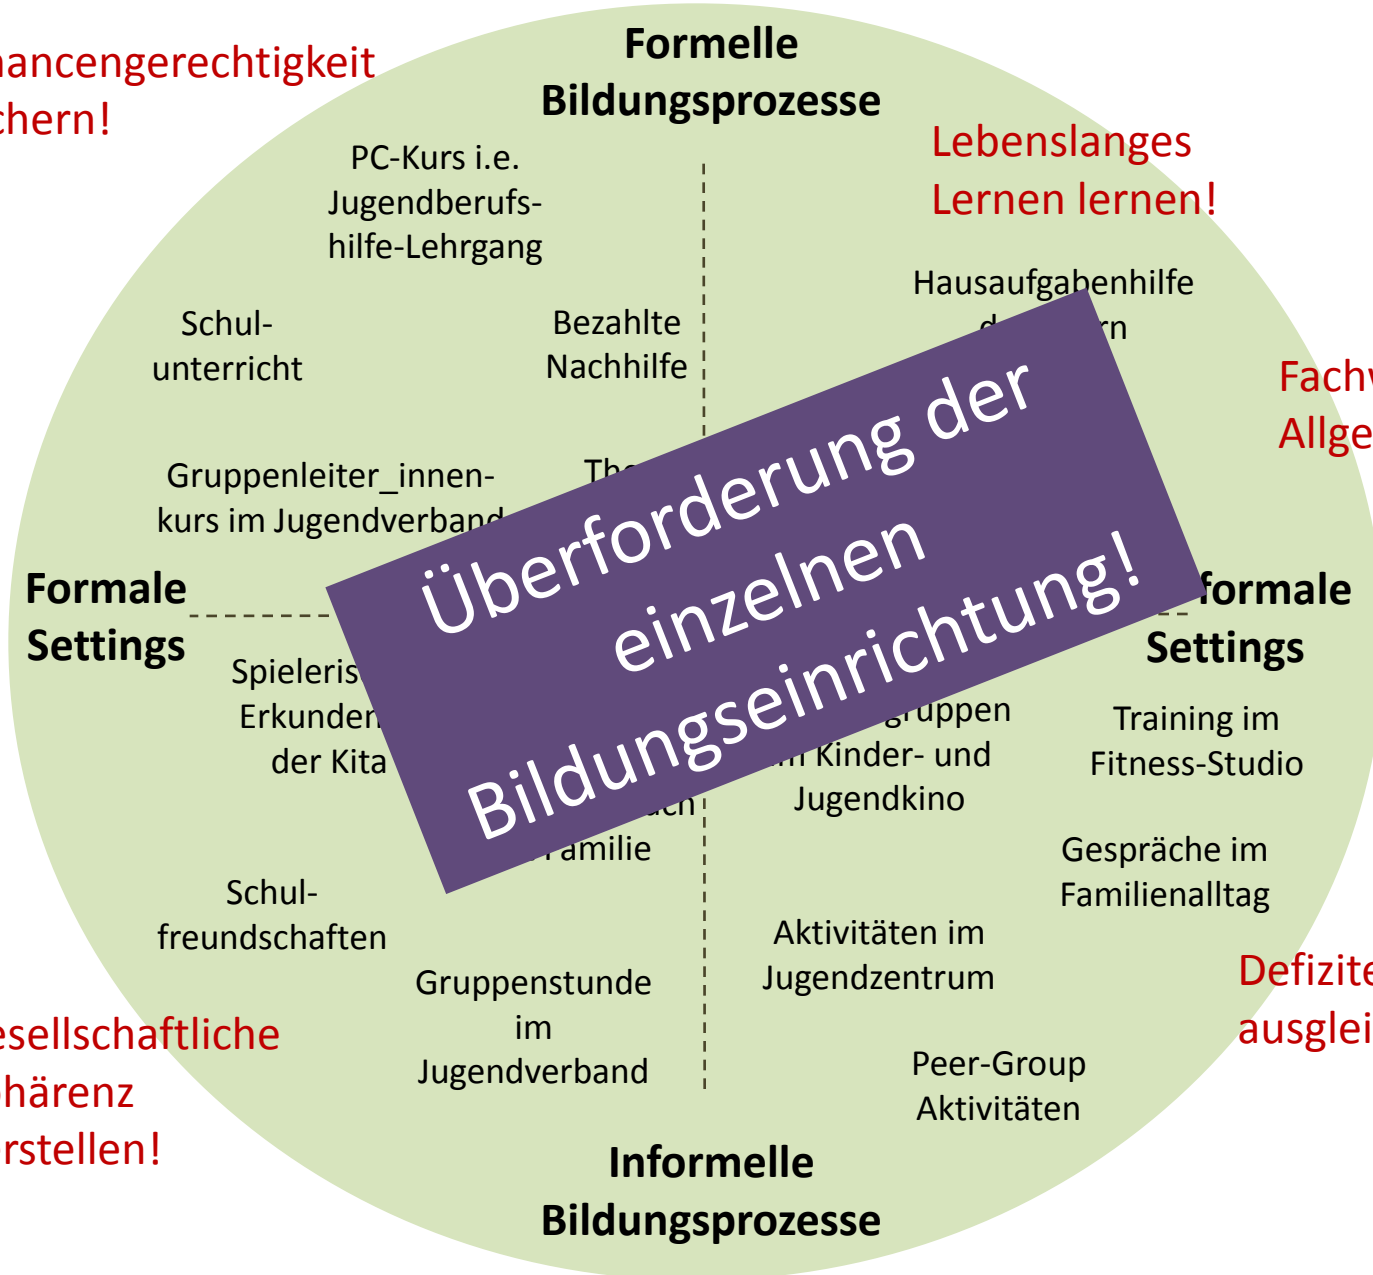 Formelle
Bildungsprozesse
hancengerechtigkeit
chern!
Lebenslanges
Lernen lernen!
PC-Kurs i.e.
Jugendberufs-
hilfe-Lehrgang
Hausaufgabenhilfe
Schul-
unterricht
Bezahlte
Nachhilfe
Gruppenleiter_innen-
kurs im Jugendverband
Überforderung der
einzelnen
Bildungseinrichtung!
Formale
Settings
formale
Settings
Spieleris
Erkunden
der Kita
gruppen
Kinder- und
Jugendkino
Training im
Fitness-Studio
Familie
Gespräche im
Familienalltag
Schul-
freundschaften
Aktivitäten im
Jugendzentrum
Gruppenstunde
im
Jugendverband
Defizite
ausglei
esellschaftliche
härenz
rstellen!
Peer-Group
Aktivitäten
Informelle
Bildungsprozesse